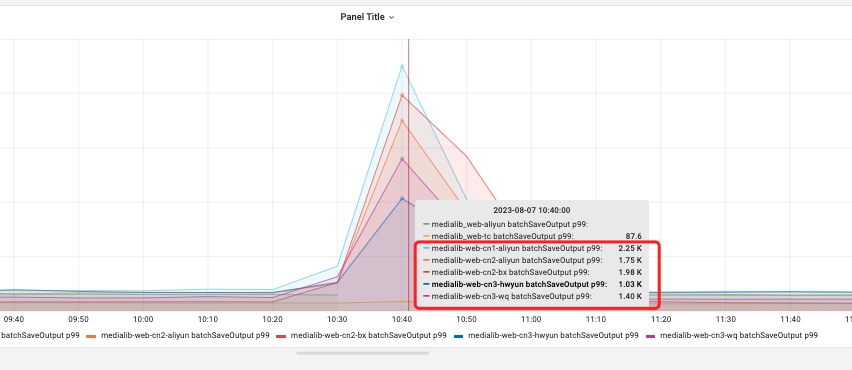 Panel Title
2023-08-07 10:40:00
medialib_web-aliyun batchSaveOutput p99:
medialib_web-tc batchSaveOutput p99: 87.6
medialib-web-cn1-aliyun batchSaveOutput p99: 2.25 K
medialib-web-cn2-aliyun batchSaveOutput p99: 1.75 K
medialib-web-cn2-bx batchSaveOutput p99: 1.98 K
medialib-web-cn3-hwyun batchSaveOutput p99: 1.03 K
medialib-web-cn3-wq batchSaveOutput p99: 1.40 K
09:40 09:50 10:00 10:10 10:20 10:30 10:40 10:50 11:00 11:10 11:20 11:30 11:40
batchSaveOutput p99 medialib-web-cn2-aliyun batchSaveOutput p99 medialib-web-cn2-bx batchSaveOutput p99 medialib-web-cn3-hwyun batchSaveOutput p99 medialib-web-cn3-wq batchSaveOutput p99